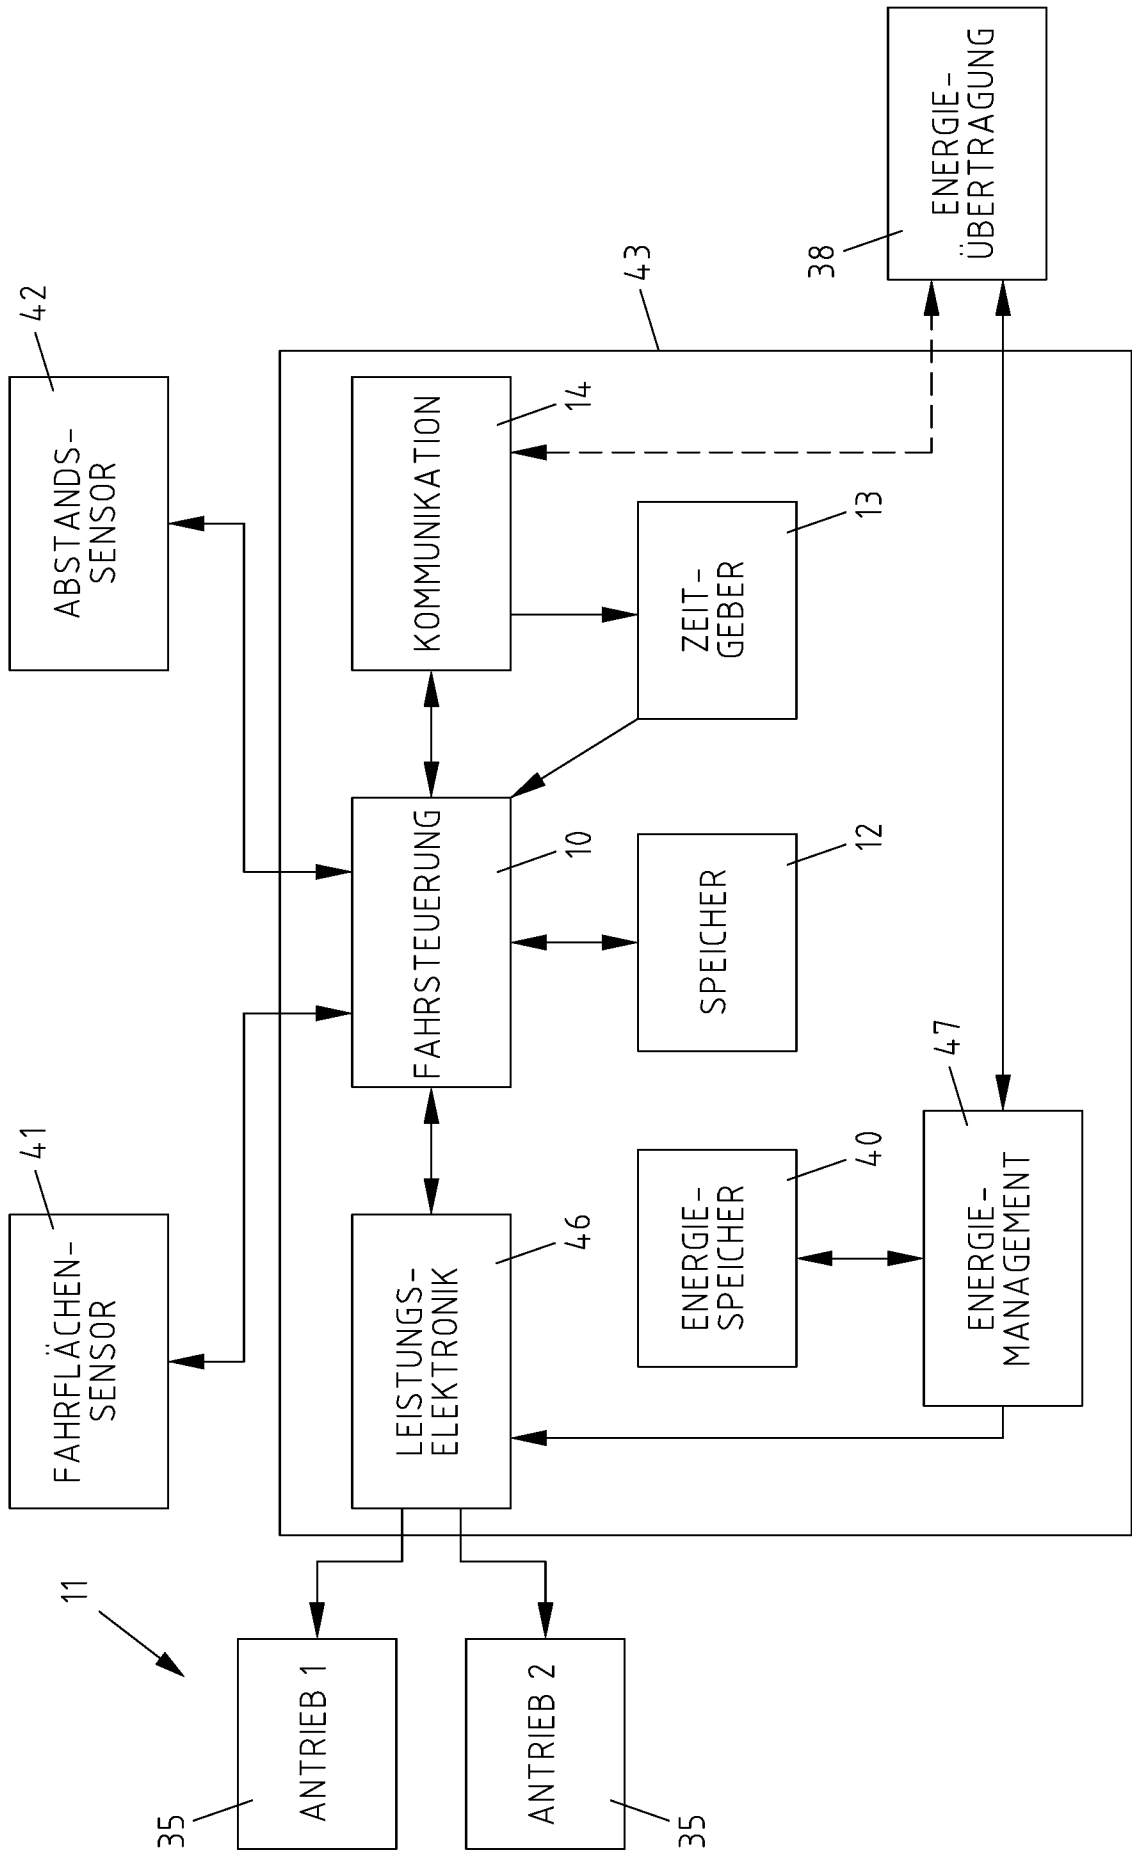 11
41
42
FAHRFLÄCHEN-
SENSOR
ABSTANDS-
SENSOR
35
ANTRIEB 1
35
ANTRIEB 2
LEISTUNGS-
ELEKTRONIK
46
FAHRSTEUERUNG
10
KOMMUNIKATION
14
43
ENERGIE-
SPEICHER
40
SPEICHER
12
ZEIT-
GEBER
13
38
ENERGIE-
ÜBERTRAGUNG
47
ENERGIE-
MANAGEMENT